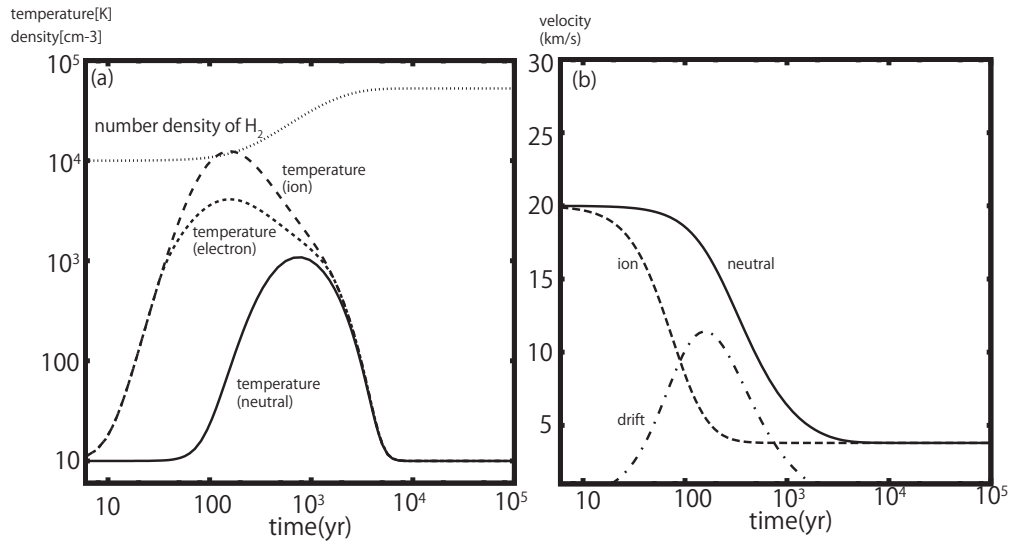 temperature[K]
density[cm-3]
10^5
(a)
number density of H_2
10^4
temperature
(ion)
temperature
(electron)
10^3
100
temperature
(neutral)
10
10
100
10^3
10^4
10^5
time(yr)
velocity
(km/s)
30
(b)
25
20
ion
neutral
15
10
drift
5
10
100
10^3
10^4
10^5
time(yr)